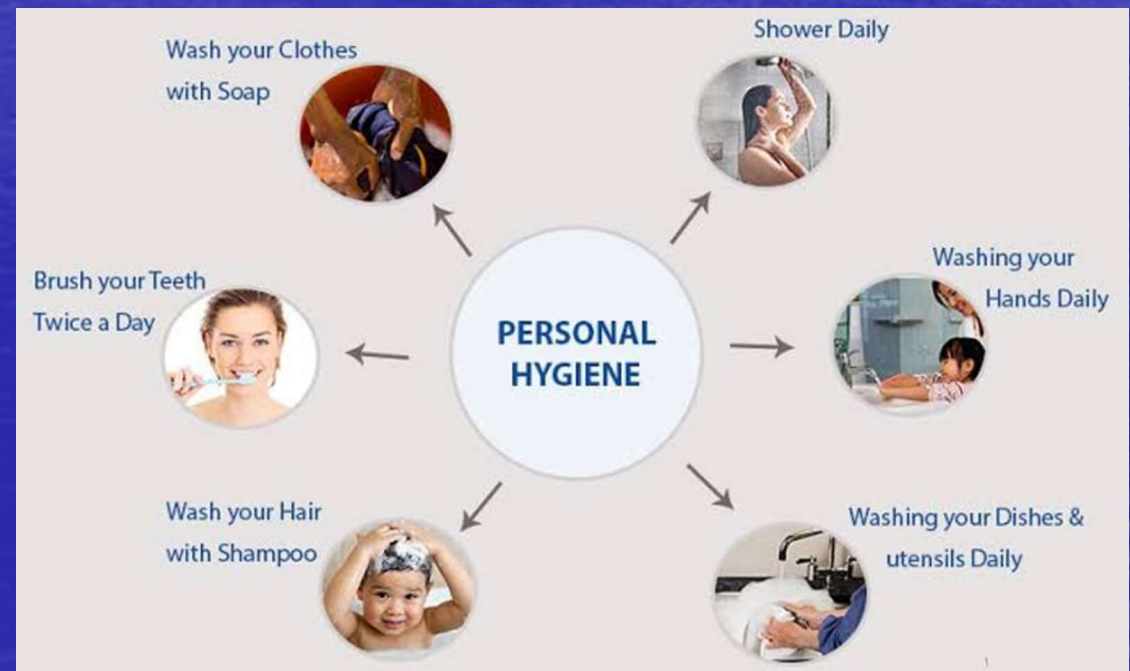 Shower Daily
Wash your Clothes
with Soap
Washing your
Hands Daily
Brush your Teeth
Twice a Day
PERSONAL
HYGIENE
Wash your Hair
with Shampoo
Washing your Dishes &
utensils Daily